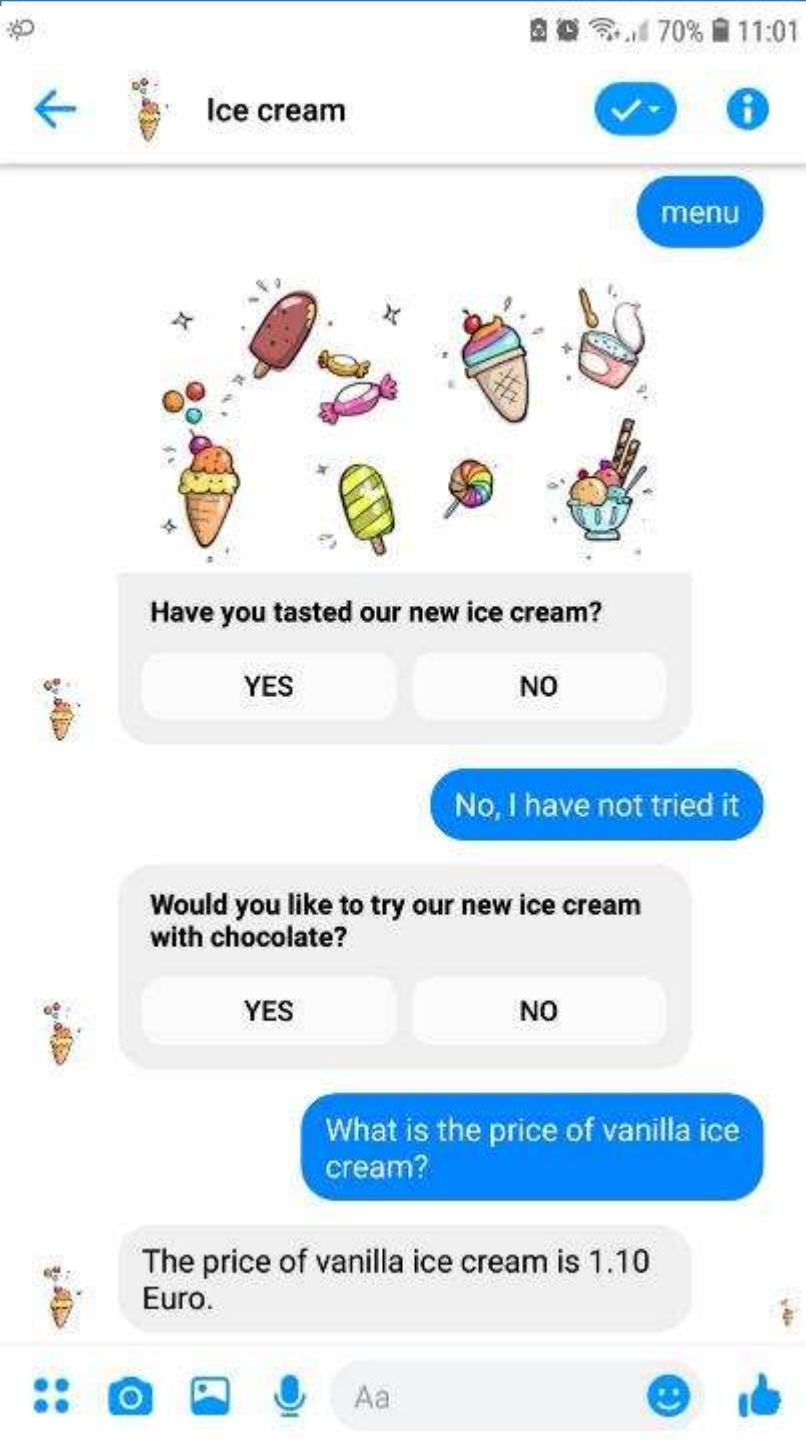 70% 11:01
Ice cream
menu
Have you tasted our new ice cream?
YES NO
No, I have not tried it
Would you like to try our new ice cream
with chocolate?
YES NO
What is the price of vanilla ice
cream?
The price of vanilla ice cream is 1.10
Euro.
Aa